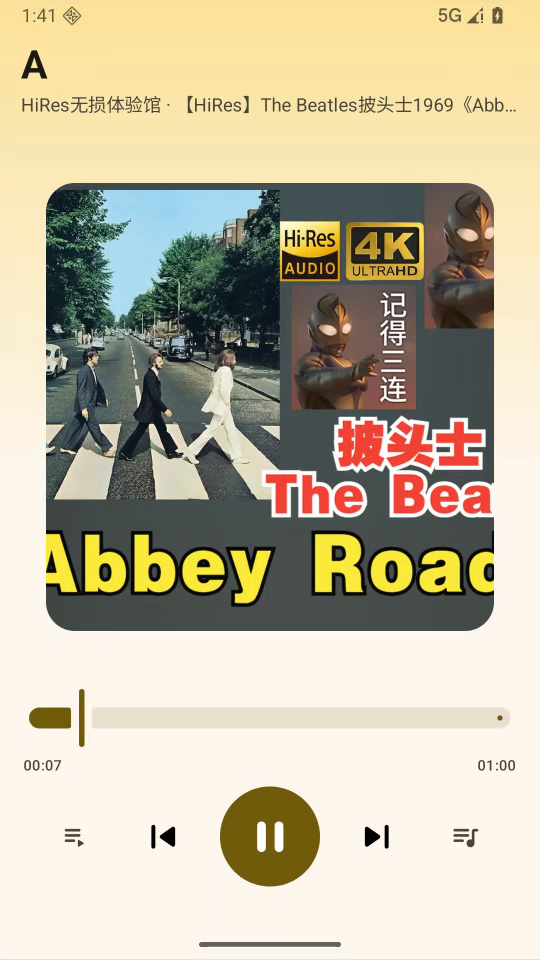 1:41
5G
A
HiRes无损体验馆 · 【HiRes】The Beatles披头士1969《Abb…
Hi-Res
AUDIO
4K
ULTRAHD
记得三连
披头士
The Bea
Abbey Road
00:07
01:00